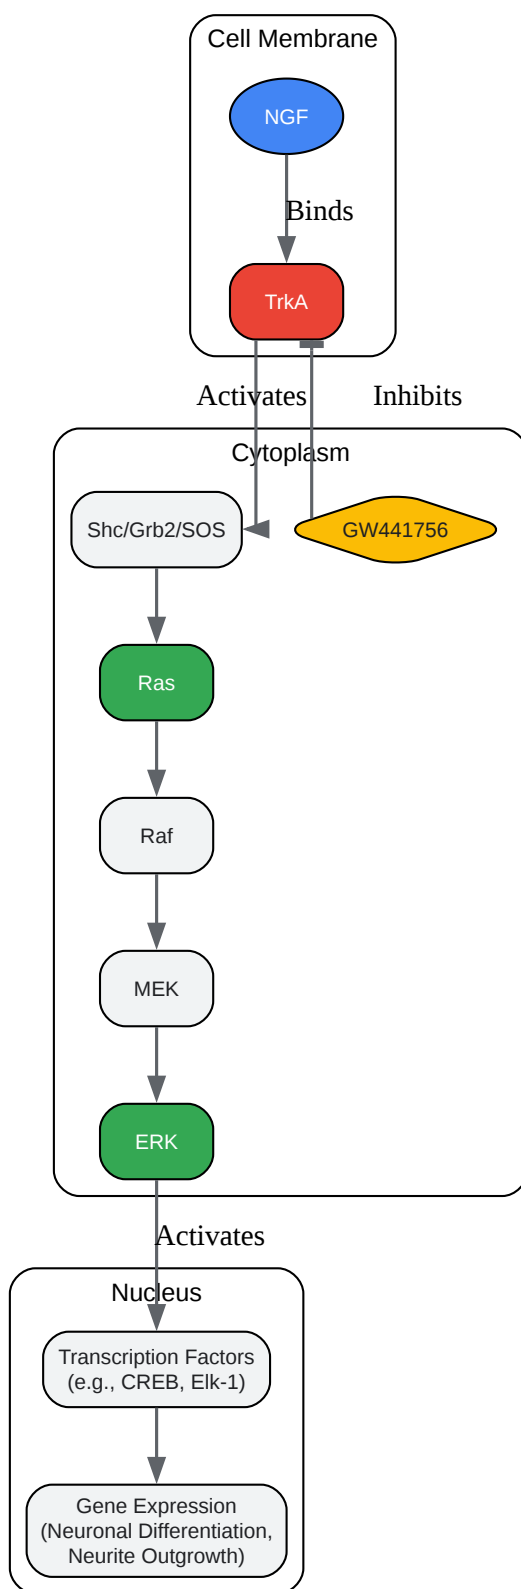 Cell Membrane
NGF
Binds
TrkA
Activates
Inhibits
Cytoplasm
Shc/Grb2/SOS
GW441756
Ras
Raf
MEK
ERK
Activates
Nucleus
Transcription Factors
(e.g., CREB, Elk-1)
Gene Expression
(Neuronal Differentiation,
Neurite Outgrowth)